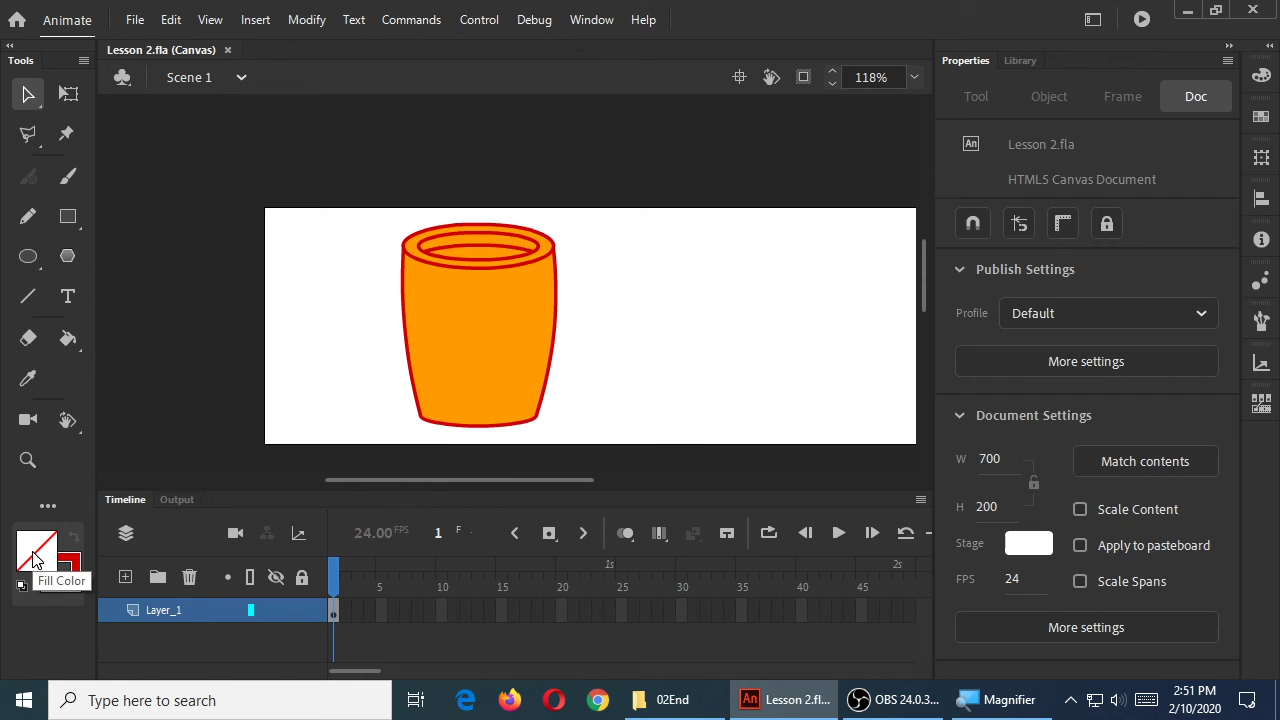 Animate
File Edit View Insert Modify Text Commands Control Debug Window Help
Lesson 2.fla (Canvas)
Tools
Scene 1
118%
Properties Library
Tool Object Frame Doc
An Lesson 2.fla
HTML5 Canvas Document
Publish Settings
Profile Default
More settings
Document Settings
W 700 Match contents
H 200 Scale Content
Stage Apply to pasteboard
FPS 24 Scale Spans
More settings
T
Fill Color
Timeline Output
24.00 FPS 1 F
1s 2s
5 10 15 20 25 30 35 40 45
Layer_1
Type here to search
02End
An Lesson 2.fl...
OBS 24.0.3...
Magnifier
2:51 PM
2/10/2020